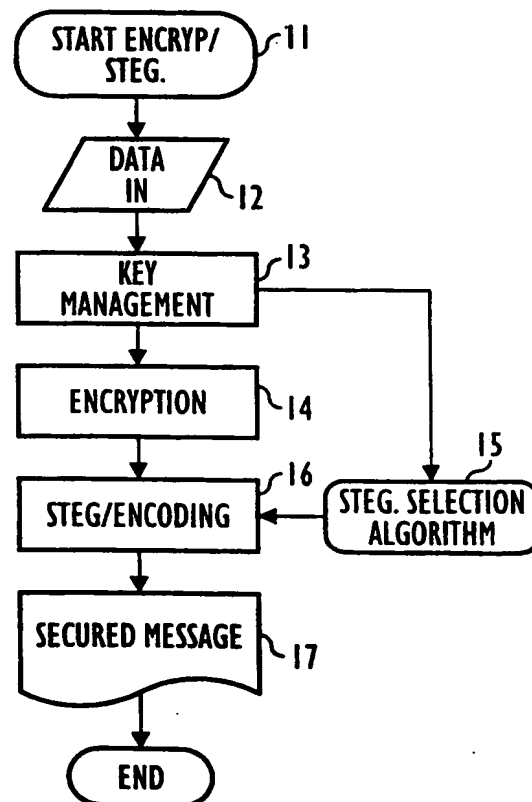 START ENCRYP/
STEG.
11
DATA
IN
12
KEY
MANAGEMENT
13
ENCRYPTION
14
15
STEG. SELECTION
ALGORITHM
16
STEG/ENCODING
SECURED MESSAGE
17
END